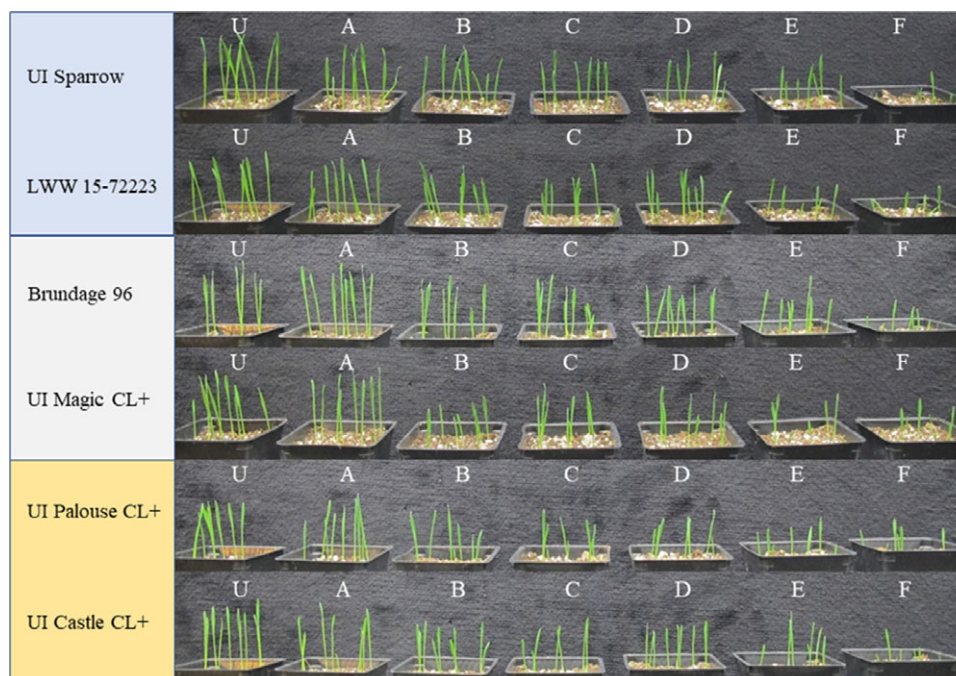 U A B C D E F
UI Sparrow
U A B C D E F
LWW 15-72223
U A B C D E F
Brundage 96
U A B C D E F
UI Magic CL+
U A B C D E F
UI Palouse CL+
U A B C D E F
UI Castle CL+